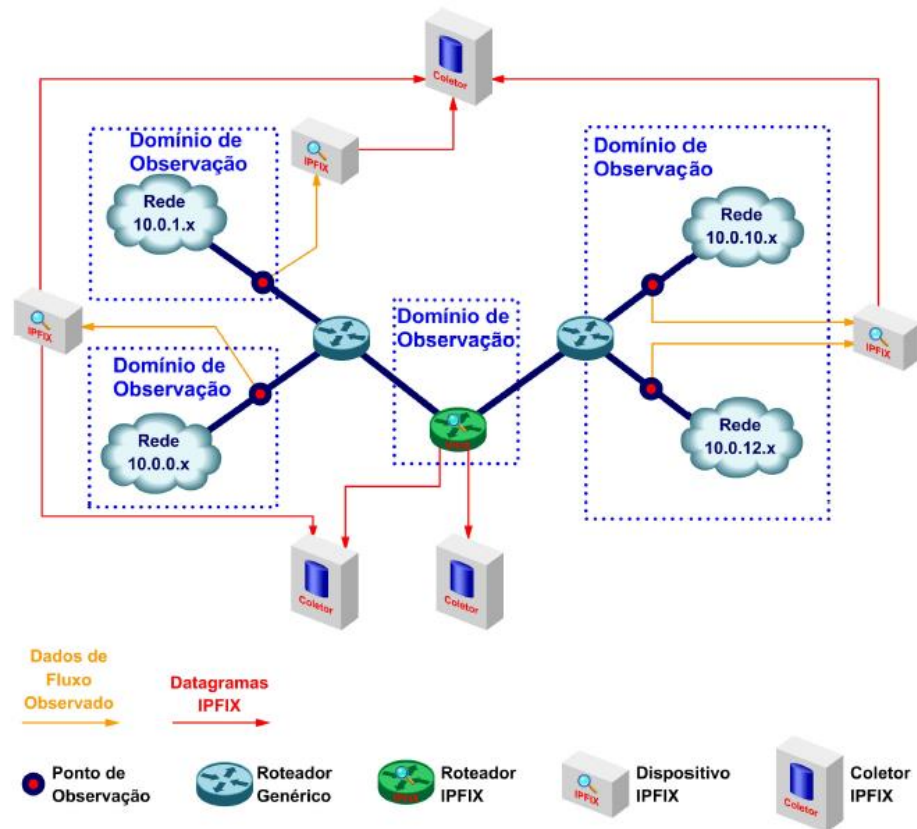 Coletor
Domínio de
Observação
IPFIX
Domínio de
Observação
Rede
10.0.1.x
Rede
10.0.10.x
IPFIX
Domínio de
Observação
Domínio de
Observação
IPFIX
Rede
10.0.0.x
Rede
10.0.12.x
Coletor
Coletor
Dados de
Fluxo
Observado
Datagramas
IPFIX
Ponto de
Observação
Roteador
Genérico
Roteador
IPFIX
IPFIX
Dispositivo
IPFIX
Coletor
Coletor
IPFIX